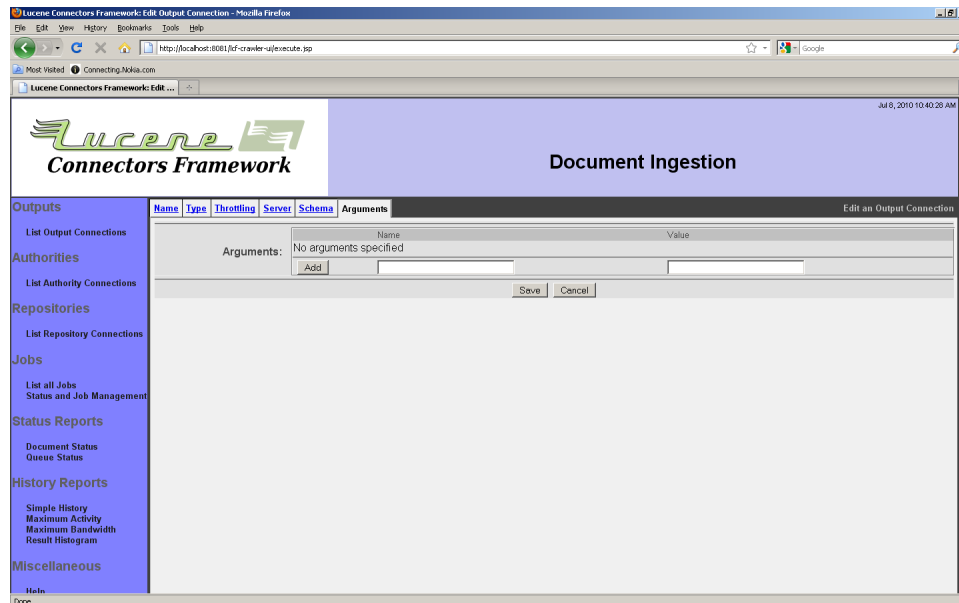 Lucene Connectors Framework: Edit Output Connection - Mozilla Firefox
File Edit View History Bookmarks Tools Help
http://localhost:8081/lcf-crawler-ui/execute.jsp
Google
Most Visited Connecting.Nokia.com
Lucene Connectors Framework: Edit ...
Jul 8, 2010 10:40:28 AM
Lucene
Connectors Framework
Document Ingestion
Outputs
List Output Connections
Authorities
List Authority Connections
Repositories
List Repository Connections
Jobs
List all Jobs
Status and Job Management
Status Reports
Document Status
Queue Status
History Reports
Simple History
Maximum Activity
Maximum Bandwidth
Result Histogram
Miscellaneous
Help
Name Type Throttling Server Schema Arguments
Edit an Output Connection
Arguments:
Name Value
No arguments specified
Add
Save Cancel
Done